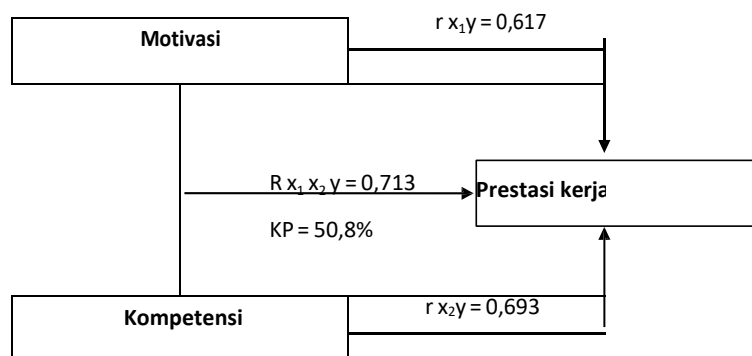 r x₁y = 0,617
Motivasi
R x₁ x₂ y = 0,713
Prestasi kerja
KP = 50,8%
r x₂y = 0,693
Kompetensi